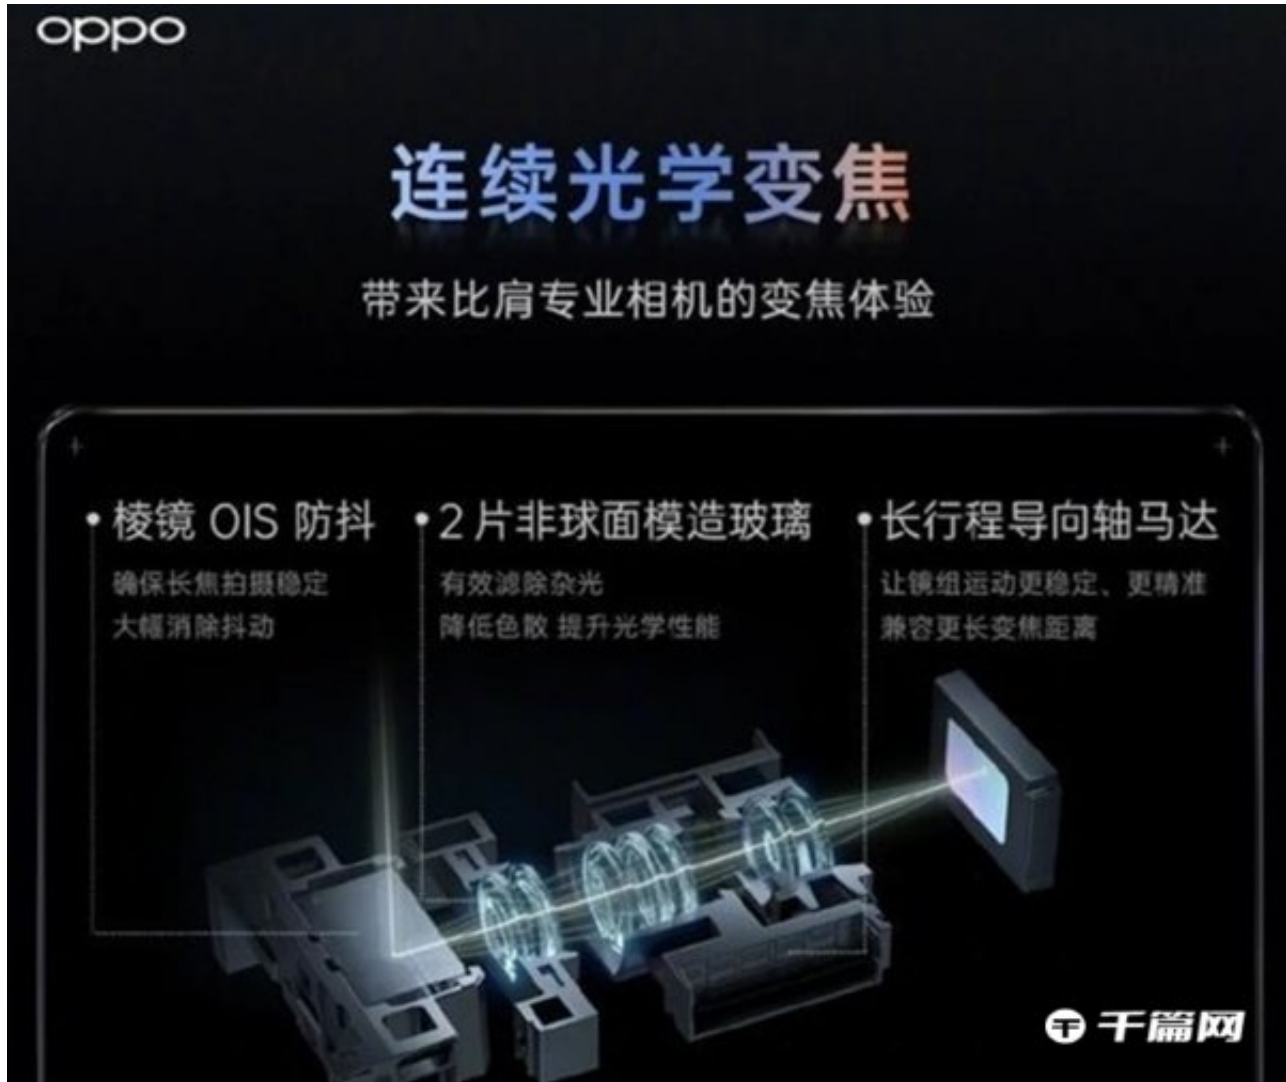 oppo
连续光学变焦
带来比肩专业相机的变焦体验
棱镜 OIS 防抖
确保长焦拍摄稳定
大幅消除抖动
2 片非球面模造玻璃
有效滤除杂光
降低色散 提升光学性能
长行程导向轴马达
让镜组运动更稳定、更精准
兼容更长变焦距离
千篇网